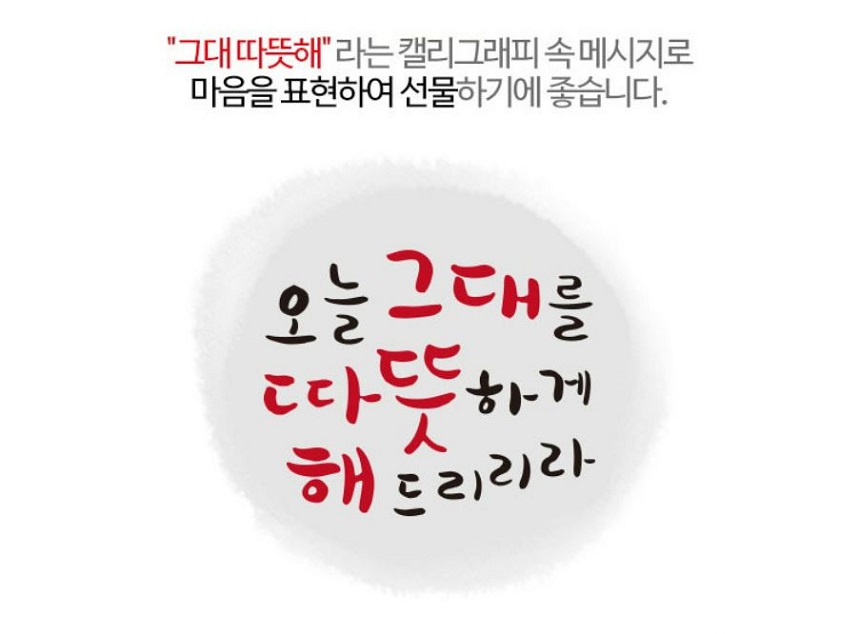 "그대 따뜻해" 라는 캘리그래피 속 메시지로
마음을 표현하여 선물하기에 좋습니다.
오늘 그대를
따뜻하게
해 드리리라